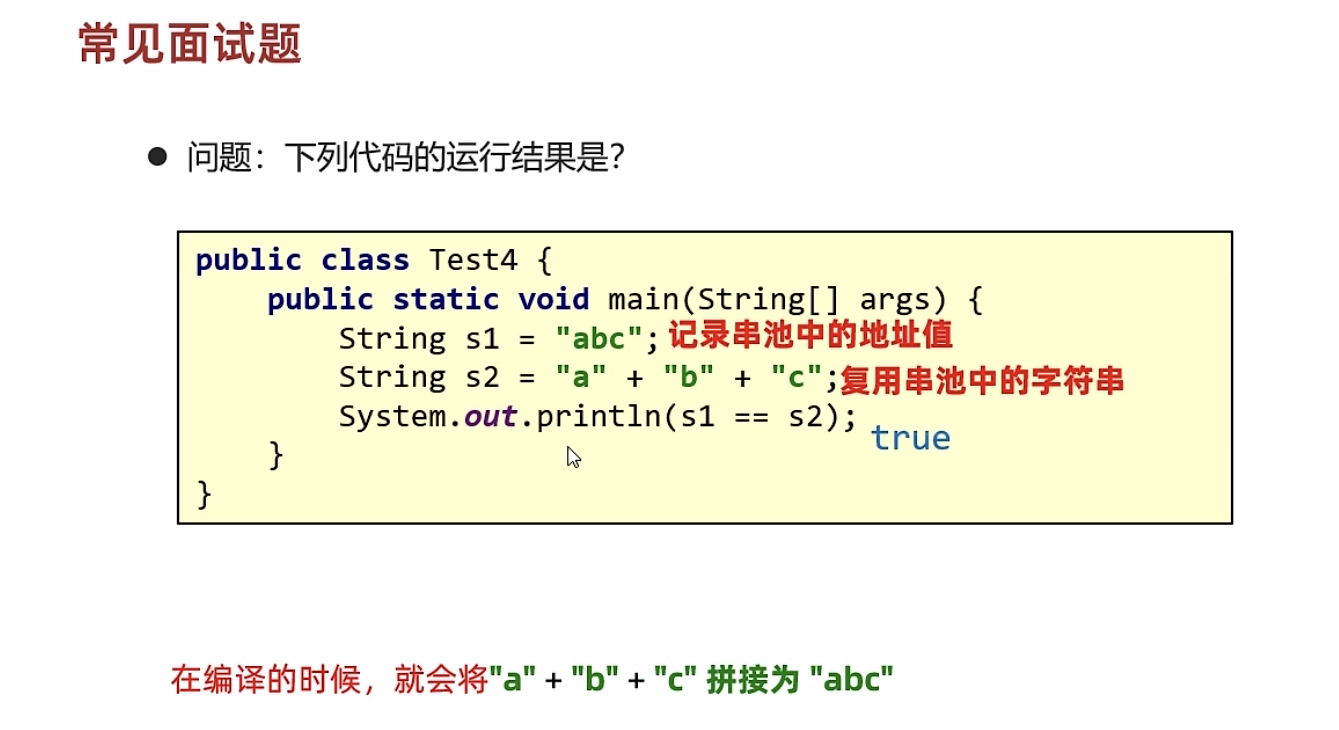 常见面试题
● 问题：下列代码的运行结果是？
public class Test4 {
public static void main(String[] args) {
String s1 = "abc"; 记录串池中的地址值
String s2 = "a" + "b" + "c"; 复用串池中的字符串
System.out.println(s1 == s2);
true
}
}
在编译的时候，就会将"a" + "b" + "c" 拼接为 "abc"